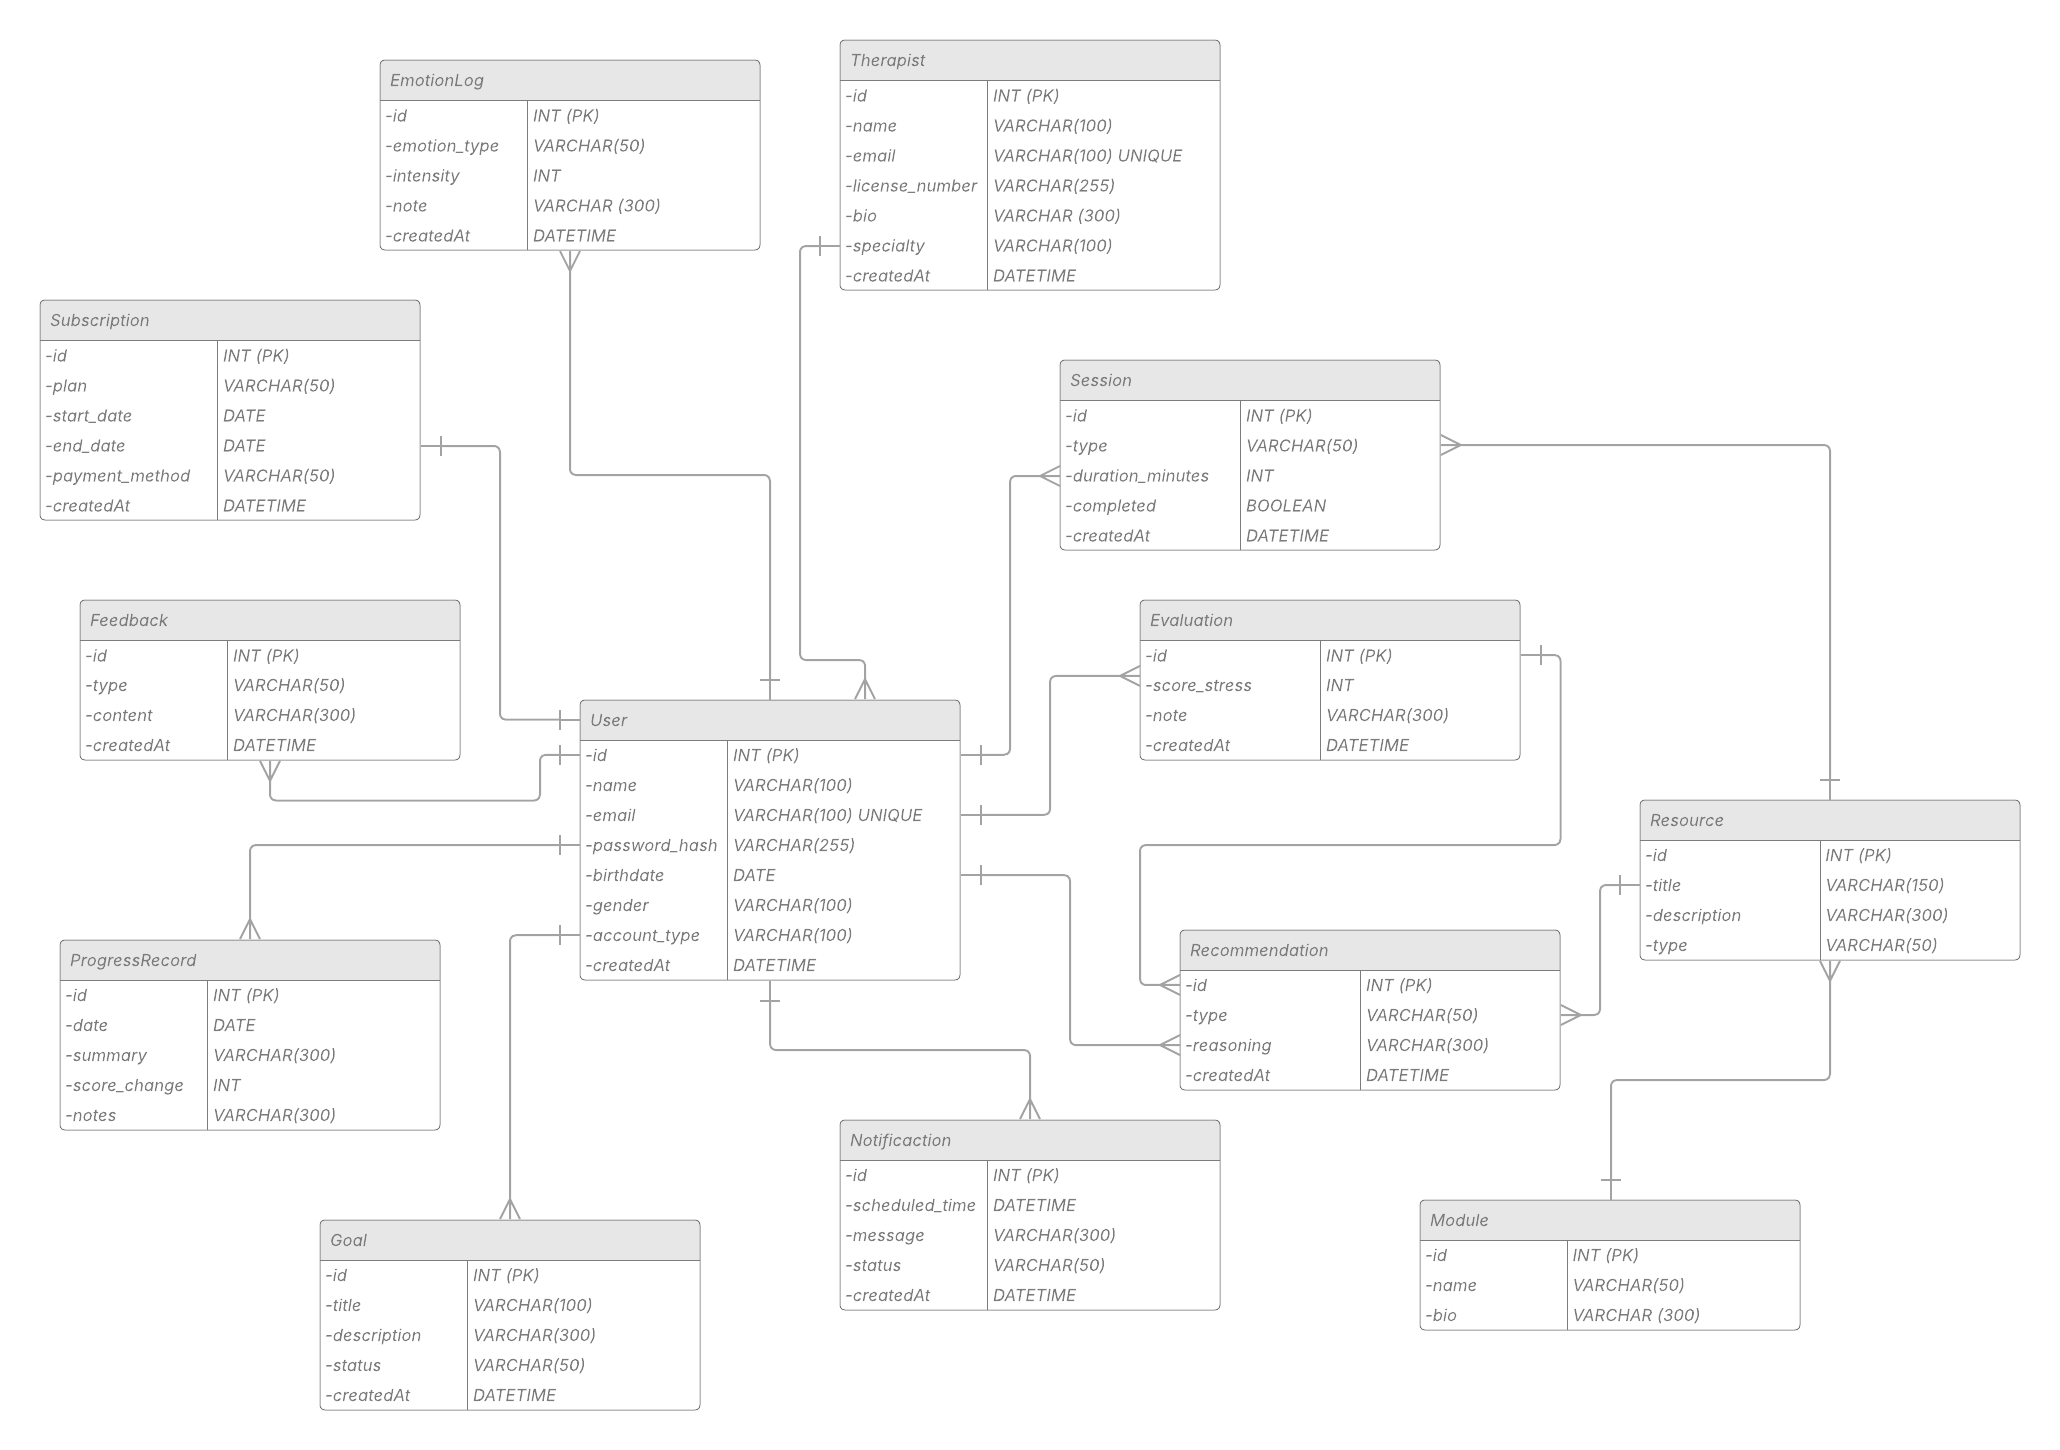 EmotionLog
-id INT (PK)
-emotion_type VARCHAR(50)
-intensity INT
-note VARCHAR (300)
-createdAt DATETIME
Therapist
-id INT (PK)
-name VARCHAR(100)
-email VARCHAR(100) UNIQUE
-license_number VARCHAR(255)
-bio VARCHAR (300)
-specialty VARCHAR(100)
-createdAt DATETIME
Subscription
-id INT (PK)
-plan VARCHAR(50)
-start_date DATE
-end_date DATE
-payment_method VARCHAR(50)
-createdAt DATETIME
Session
-id INT (PK)
-type VARCHAR(50)
-duration_minutes INT
-completed BOOLEAN
-createdAt DATETIME
Feedback
-id INT (PK)
-type VARCHAR(50)
-content VARCHAR(300)
-createdAt DATETIME
Evaluation
-id INT (PK)
-score_stress INT
-note VARCHAR(300)
-createdAt DATETIME
User
-id INT (PK)
-name VARCHAR(100)
-email VARCHAR(100) UNIQUE
-password_hash VARCHAR(255)
-birthdate DATE
-gender VARCHAR(100)
-account_type VARCHAR(100)
-createdAt DATETIME
Resource
-id INT (PK)
-title VARCHAR(150)
-description VARCHAR(300)
-type VARCHAR(50)
ProgressRecord
-id INT (PK)
-date DATE
-summary VARCHAR(300)
-score_change INT
-notes VARCHAR(300)
Recommendation
-id INT (PK)
-type VARCHAR(50)
-reasoning VARCHAR(300)
-createdAt DATETIME
Notificaction
-id INT (PK)
-scheduled_time DATETIME
-message VARCHAR(300)
-status VARCHAR(50)
-createdAt DATETIME
Module
-id INT (PK)
-name VARCHAR(50)
-bio VARCHAR (300)
Goal
-id INT (PK)
-title VARCHAR(100)
-description VARCHAR(300)
-status VARCHAR(50)
-createdAt DATETIME